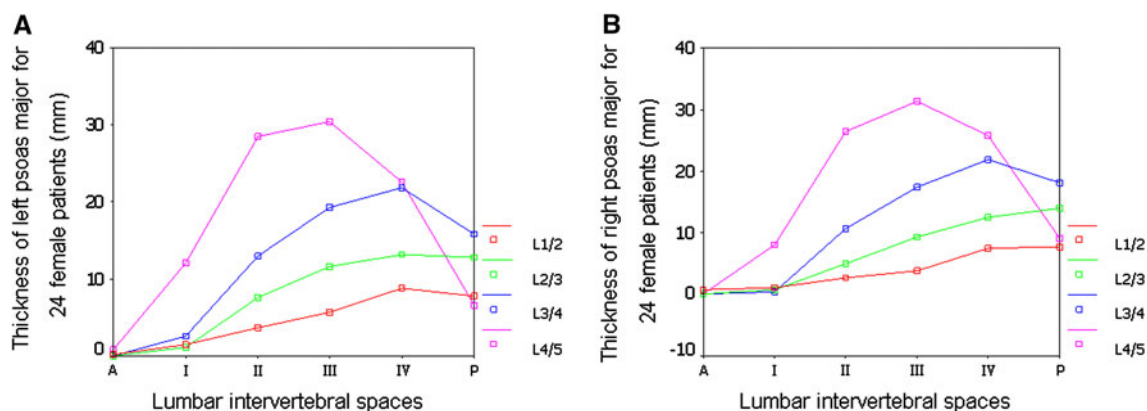 A
Thickness of left psoas major for
24 female patients (mm)
40
30
20
10
0
A I II III IV P
Lumbar intervertebral spaces
L1/2
L2/3
L3/4
L4/5
B
Thickness of right psoas major for
24 female patients (mm)
40
30
20
10
0
-10
A I II III IV P
Lumbar intervertebral spaces
L1/2
L2/3
L3/4
L4/5